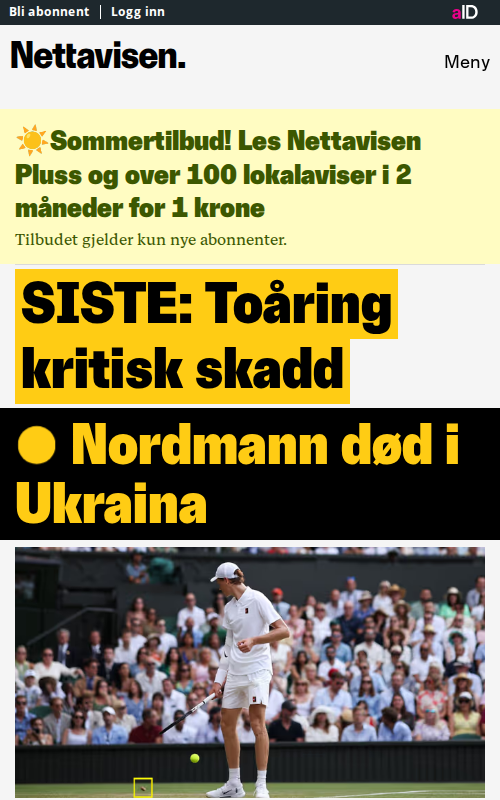 Bli abonnent | Logg inn
aID
Nettavisen.
Meny
☀️Sommertilbud! Les Nettavisen
Pluss og over 100 lokalaviser i 2
måneder for 1 krone
Tilbudet gjelder kun nye abonnenter.
SISTE: Toåring
kritisk skadd
Nordmann død i
Ukraina